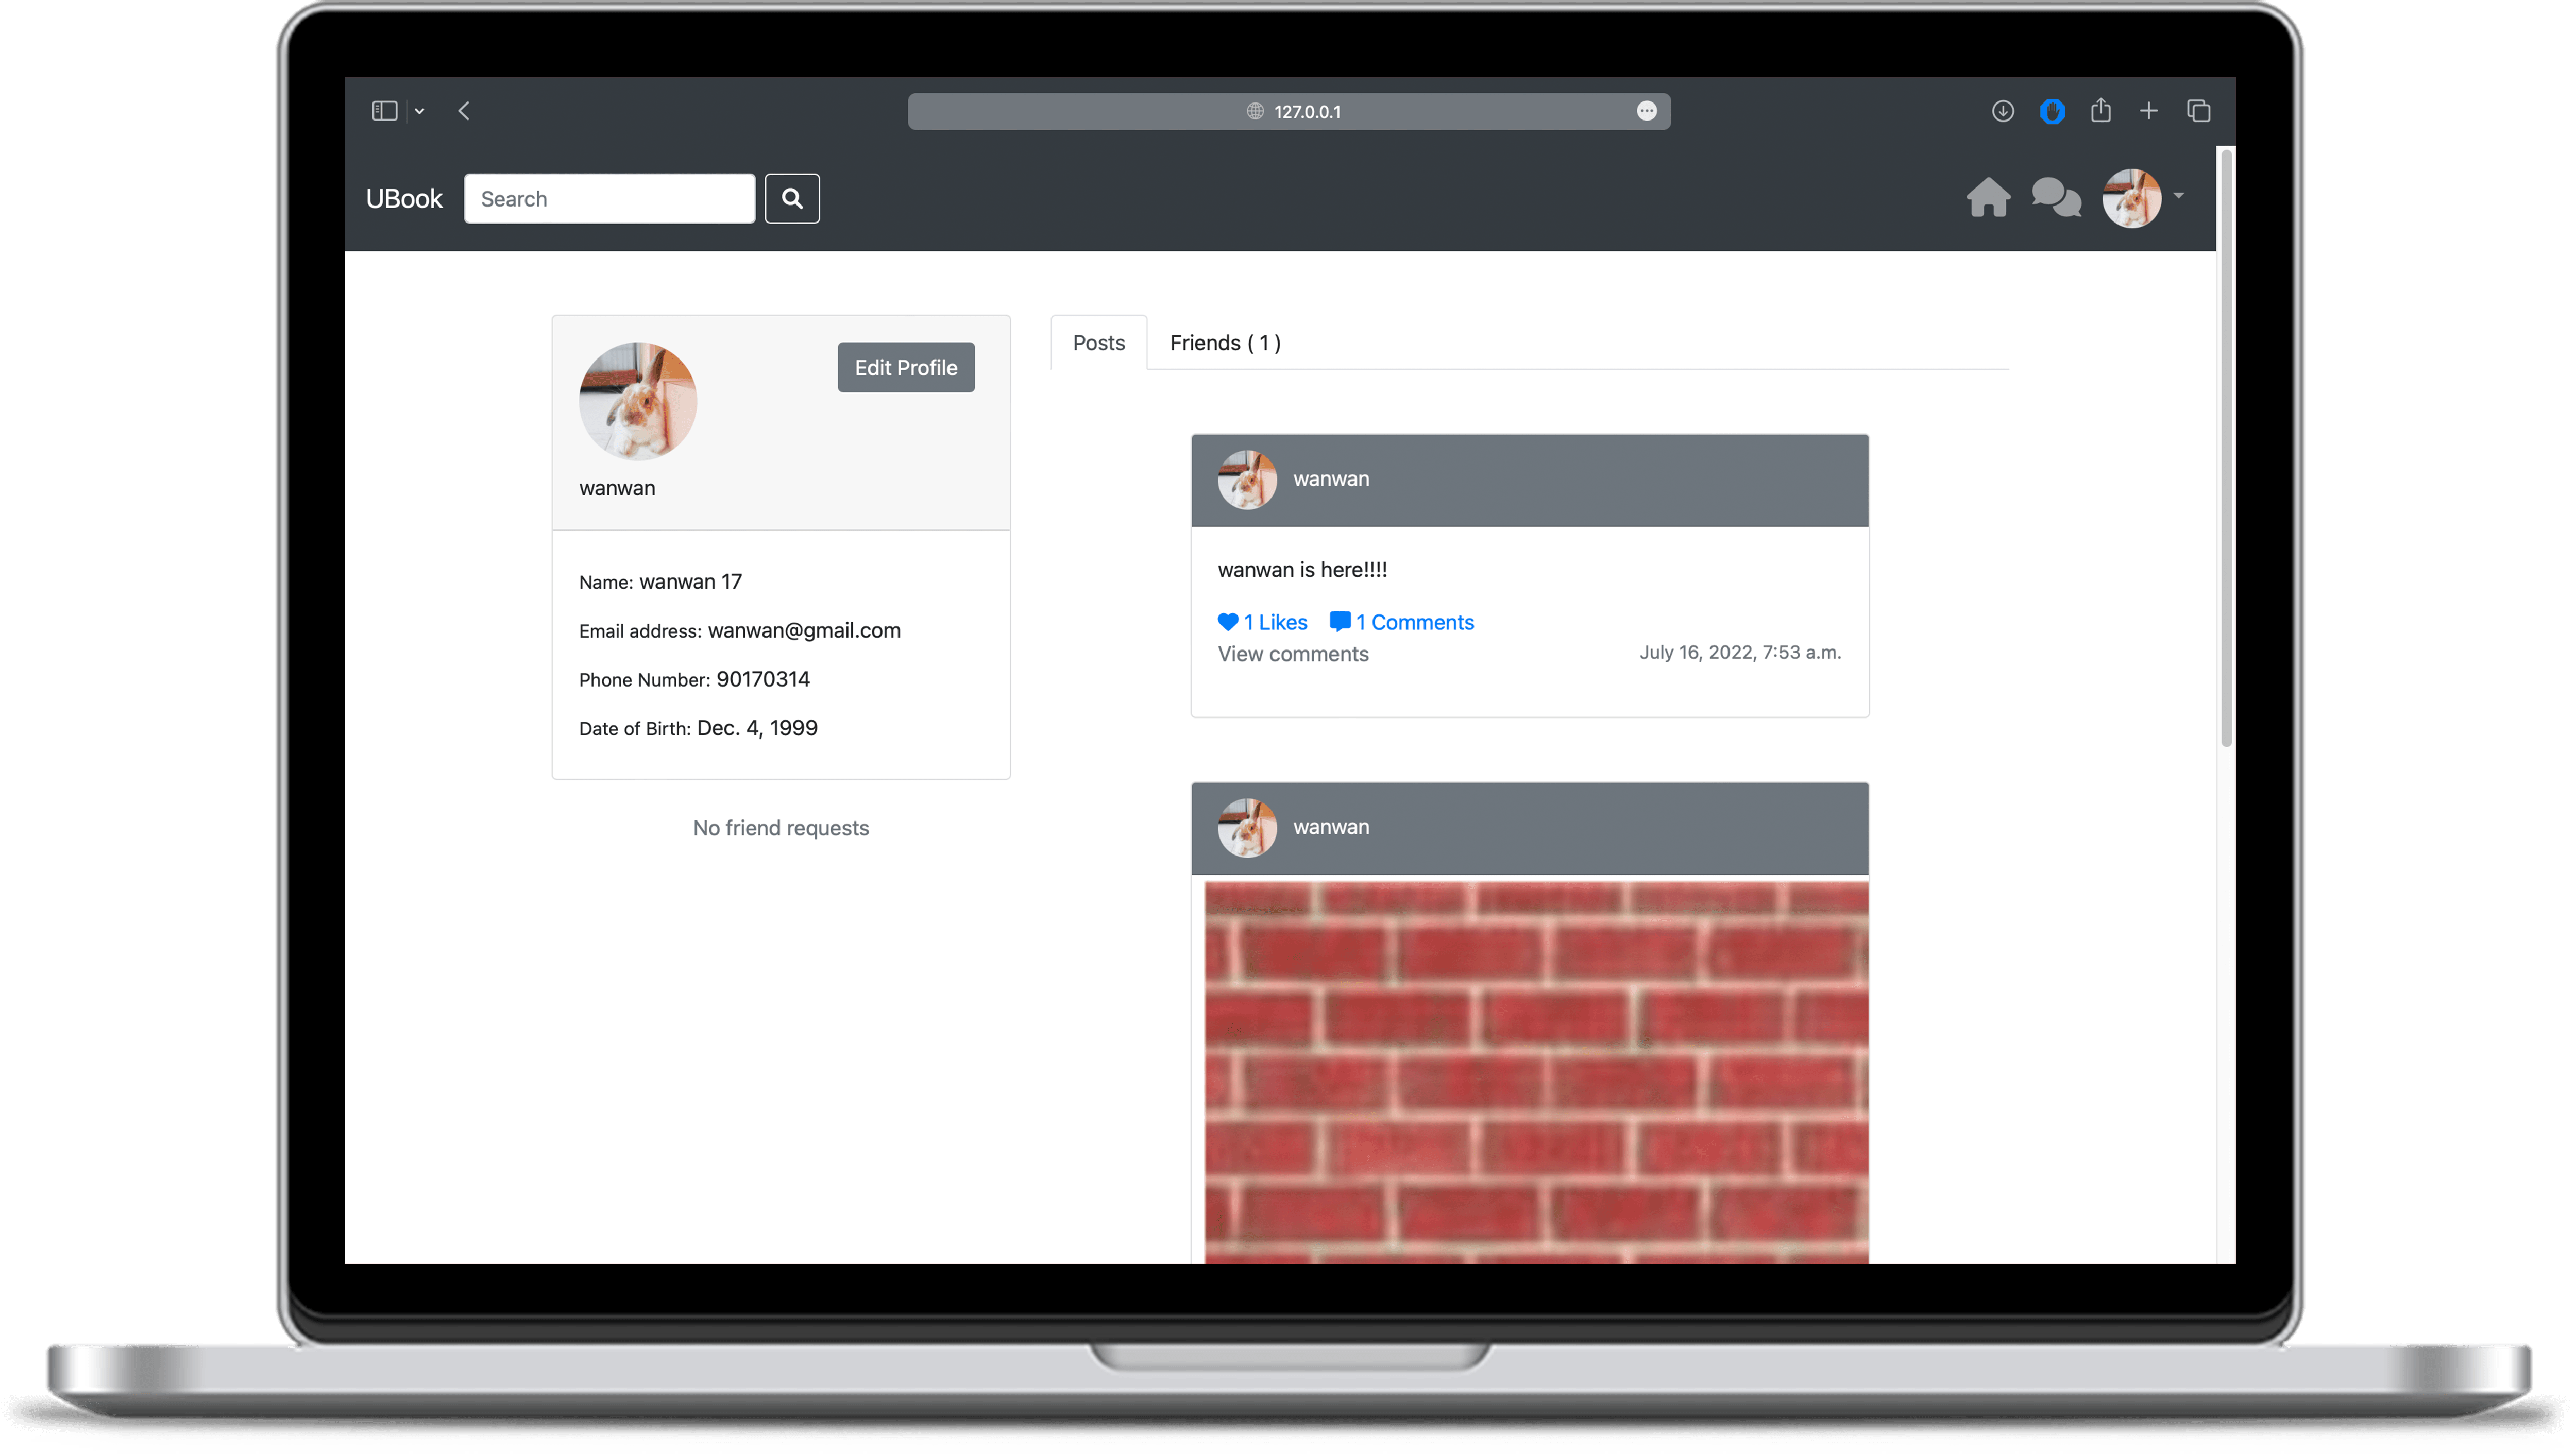 127.0.0.1
UBook
Search
Edit Profile
wanwan
Name: wanwan 17
Email address: wanwan@gmail.com
Phone Number: 90170314
Date of Birth: Dec. 4, 1999
No friend requests
Posts
Friends ( 1 )
wanwan
wanwan is here!!!!
1 Likes 1 Comments
View comments
July 16, 2022, 7:53 a.m.
wanwan